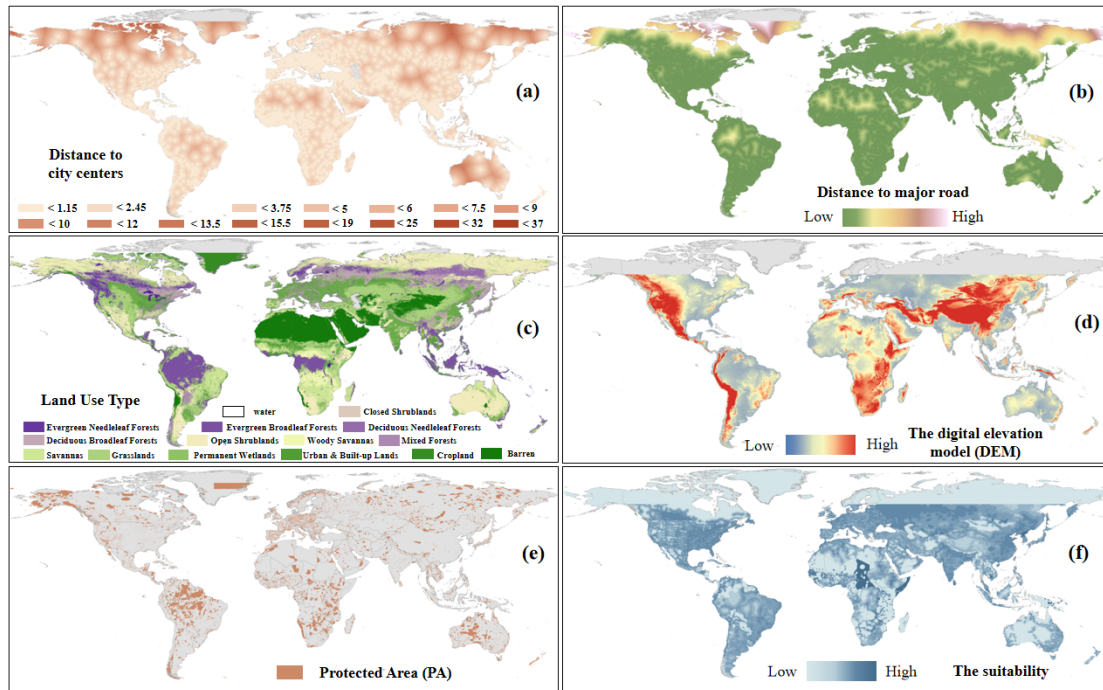 (a)
Distance to
city centers
< 1.15 < 2.45 < 3.75 < 5 < 6 < 7.5 < 9
< 10 < 12 < 13.5 < 15.5 < 19 < 25 < 32 < 37
(b)
Distance to major road
Low High
(c)
Land Use Type
water Closed Shrublands
Evergreen Needleleaf Forests Evergreen Broadleaf Forests Deciduous Needleleaf Forests
Deciduous Broadleaf Forests Open Shrublands Woody Savannas Mixed Forests
Savannas Grasslands Permanent Wetlands Urban & Built-up Lands Cropland Barren
(d)
Low High The digital elevation
model (DEM)
(e)
Protected Area (PA)
(f)
Low High The suitability